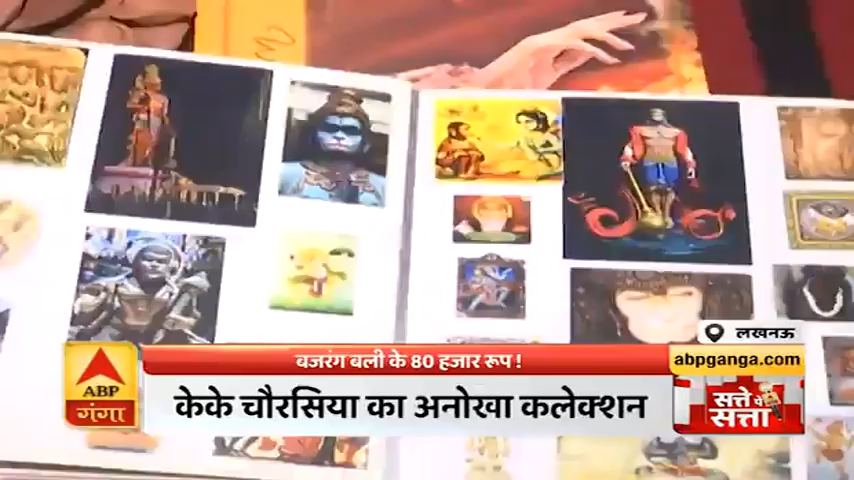 लखनऊ
बजरंग बली के 80 हजार रूप!
abpganga.com
ABP
गंगा
केके चौरसिया का अनोखा कलेक्शन
सत्ते पे
सत्ता